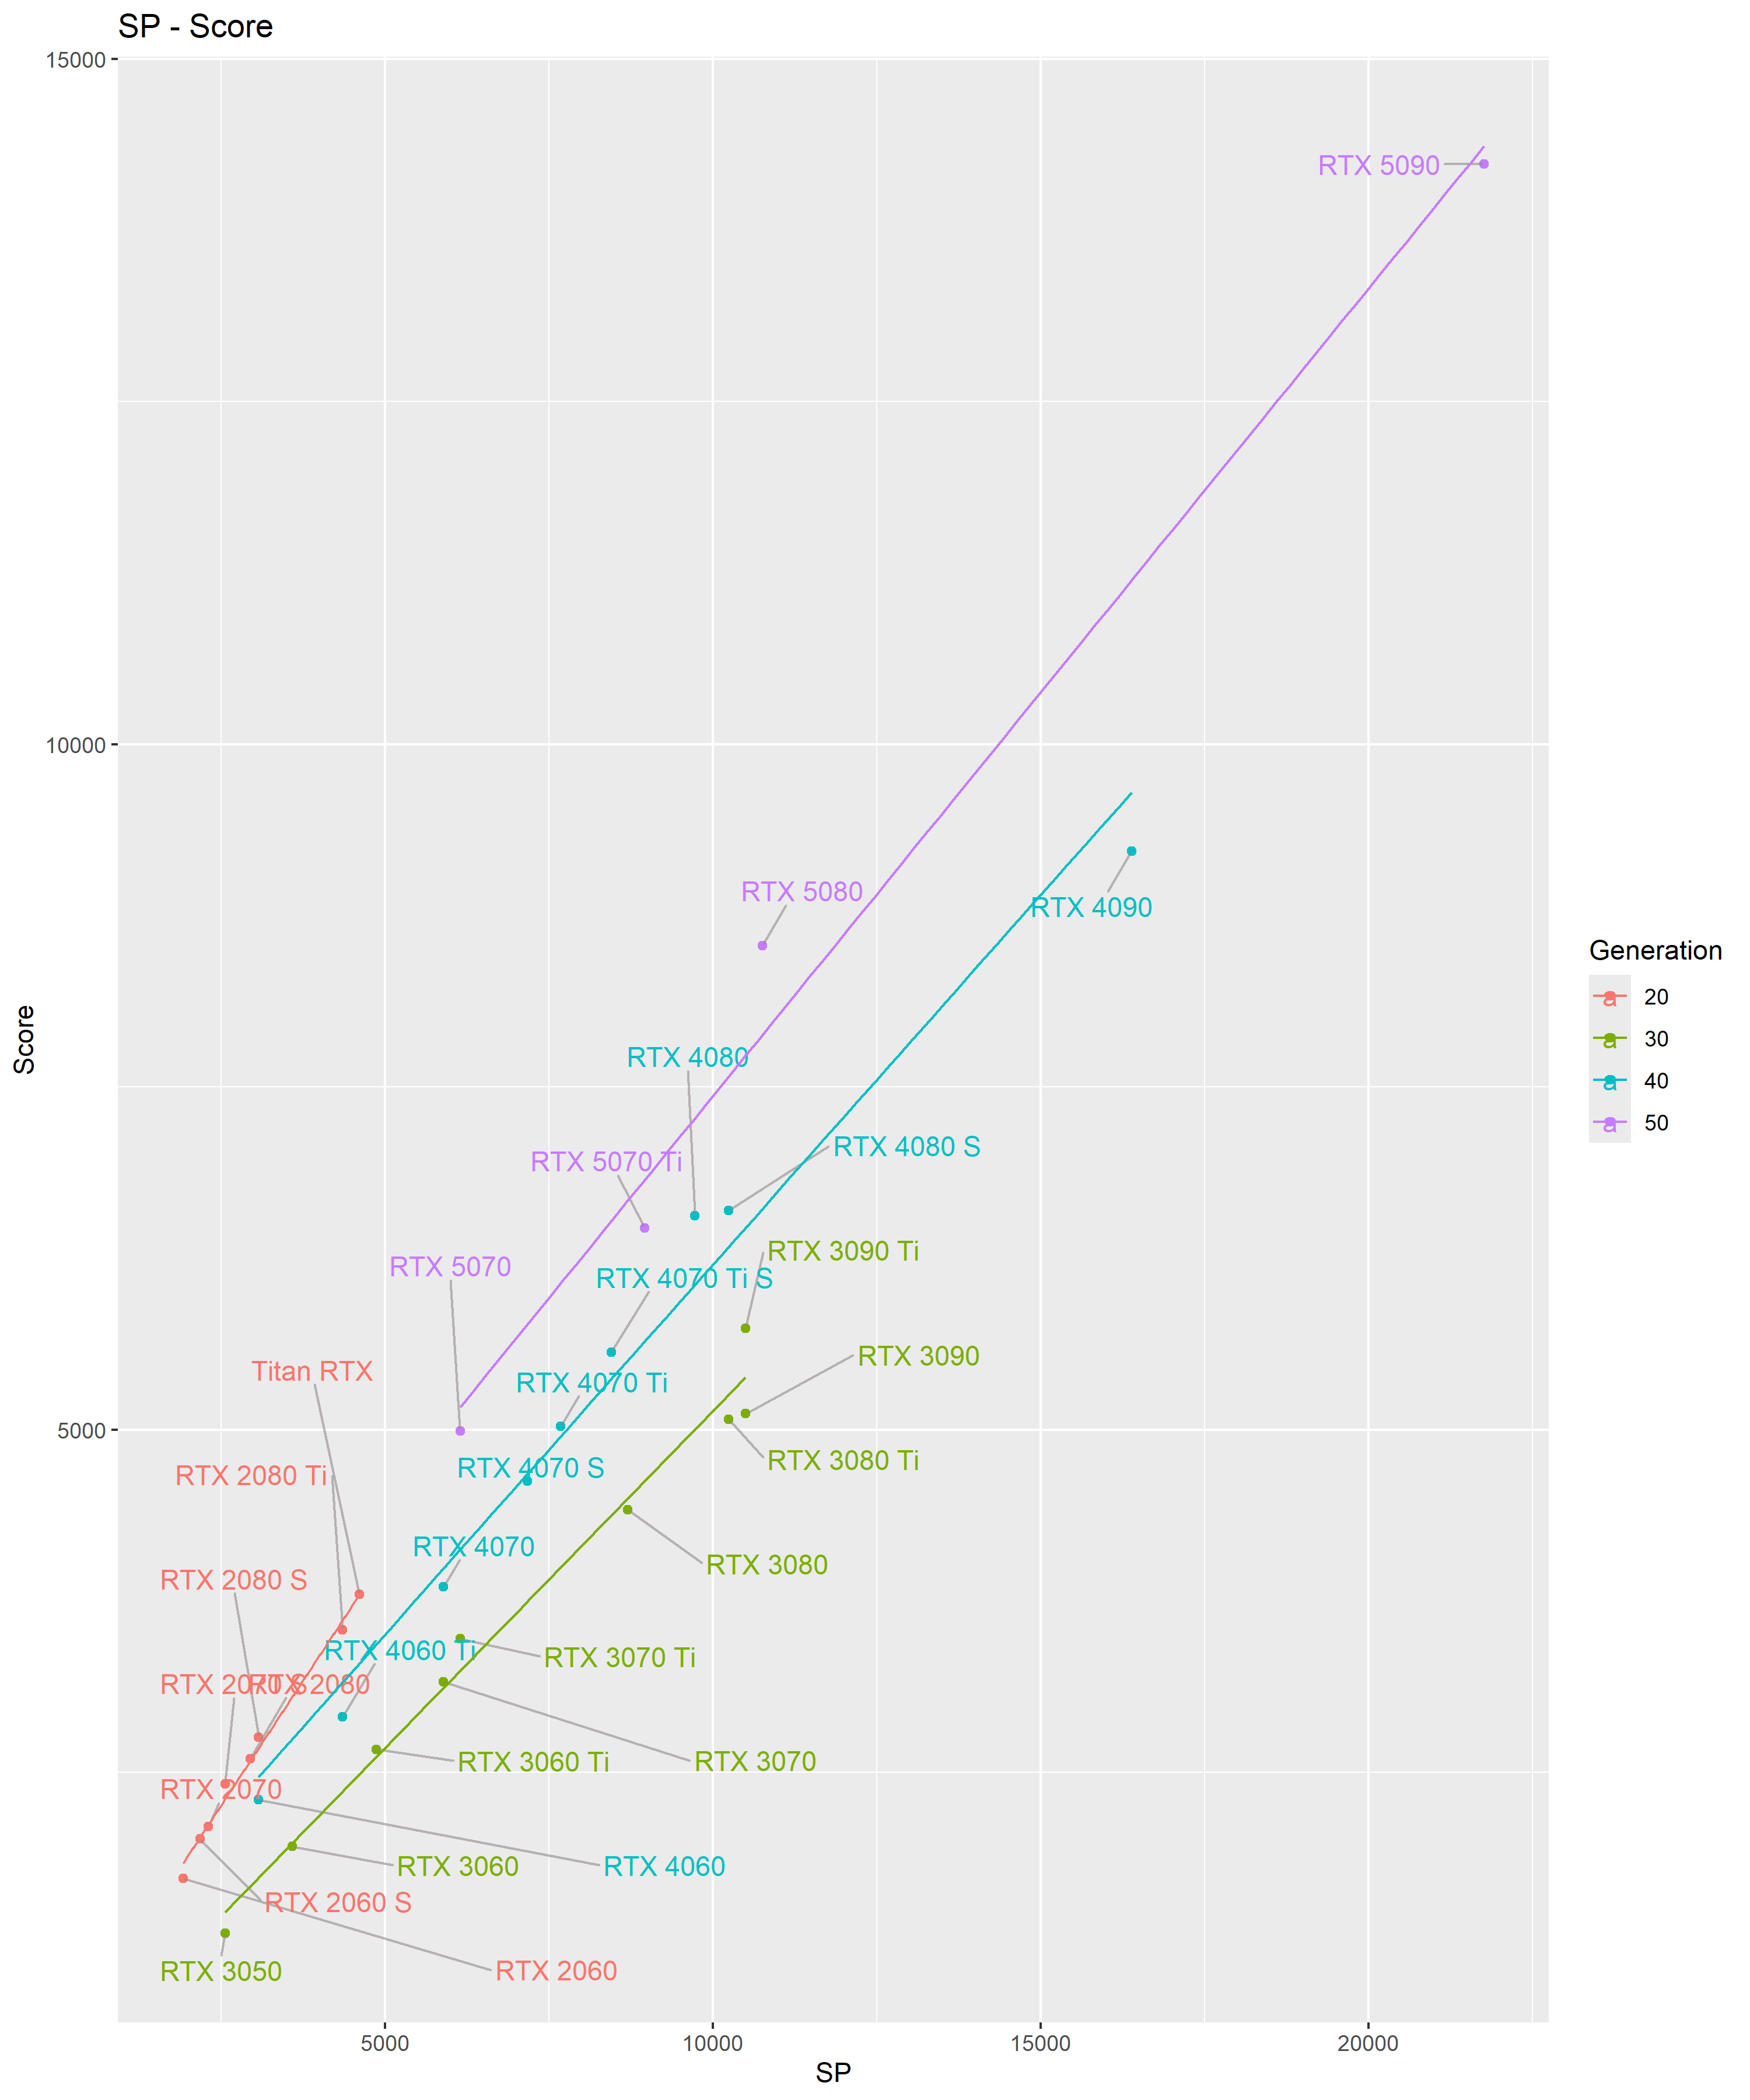 SP - Score
15000
RTX 5090
10000
RTX 5080
RTX 4090
Generation
20
30
40
50
Score
RTX 4080
RTX 4080 S
RTX 5070 Ti
RTX 3090 Ti
RTX 5070
RTX 4070 Ti S
RTX 3090
Titan RTX
RTX 4070 Ti
5000
RTX 3080 Ti
RTX 4070 S
RTX 2080 Ti
RTX 4070
RTX 3080
RTX 2080 S
RTX 4060 Ti
RTX 3070 Ti
RTX 2070 S
RTX 2080
RTX 3060 Ti
RTX 3070
RTX 2070
RTX 3060
RTX 4060
RTX 2060 S
RTX 3050
RTX 2060
5000
10000
15000
20000
SP